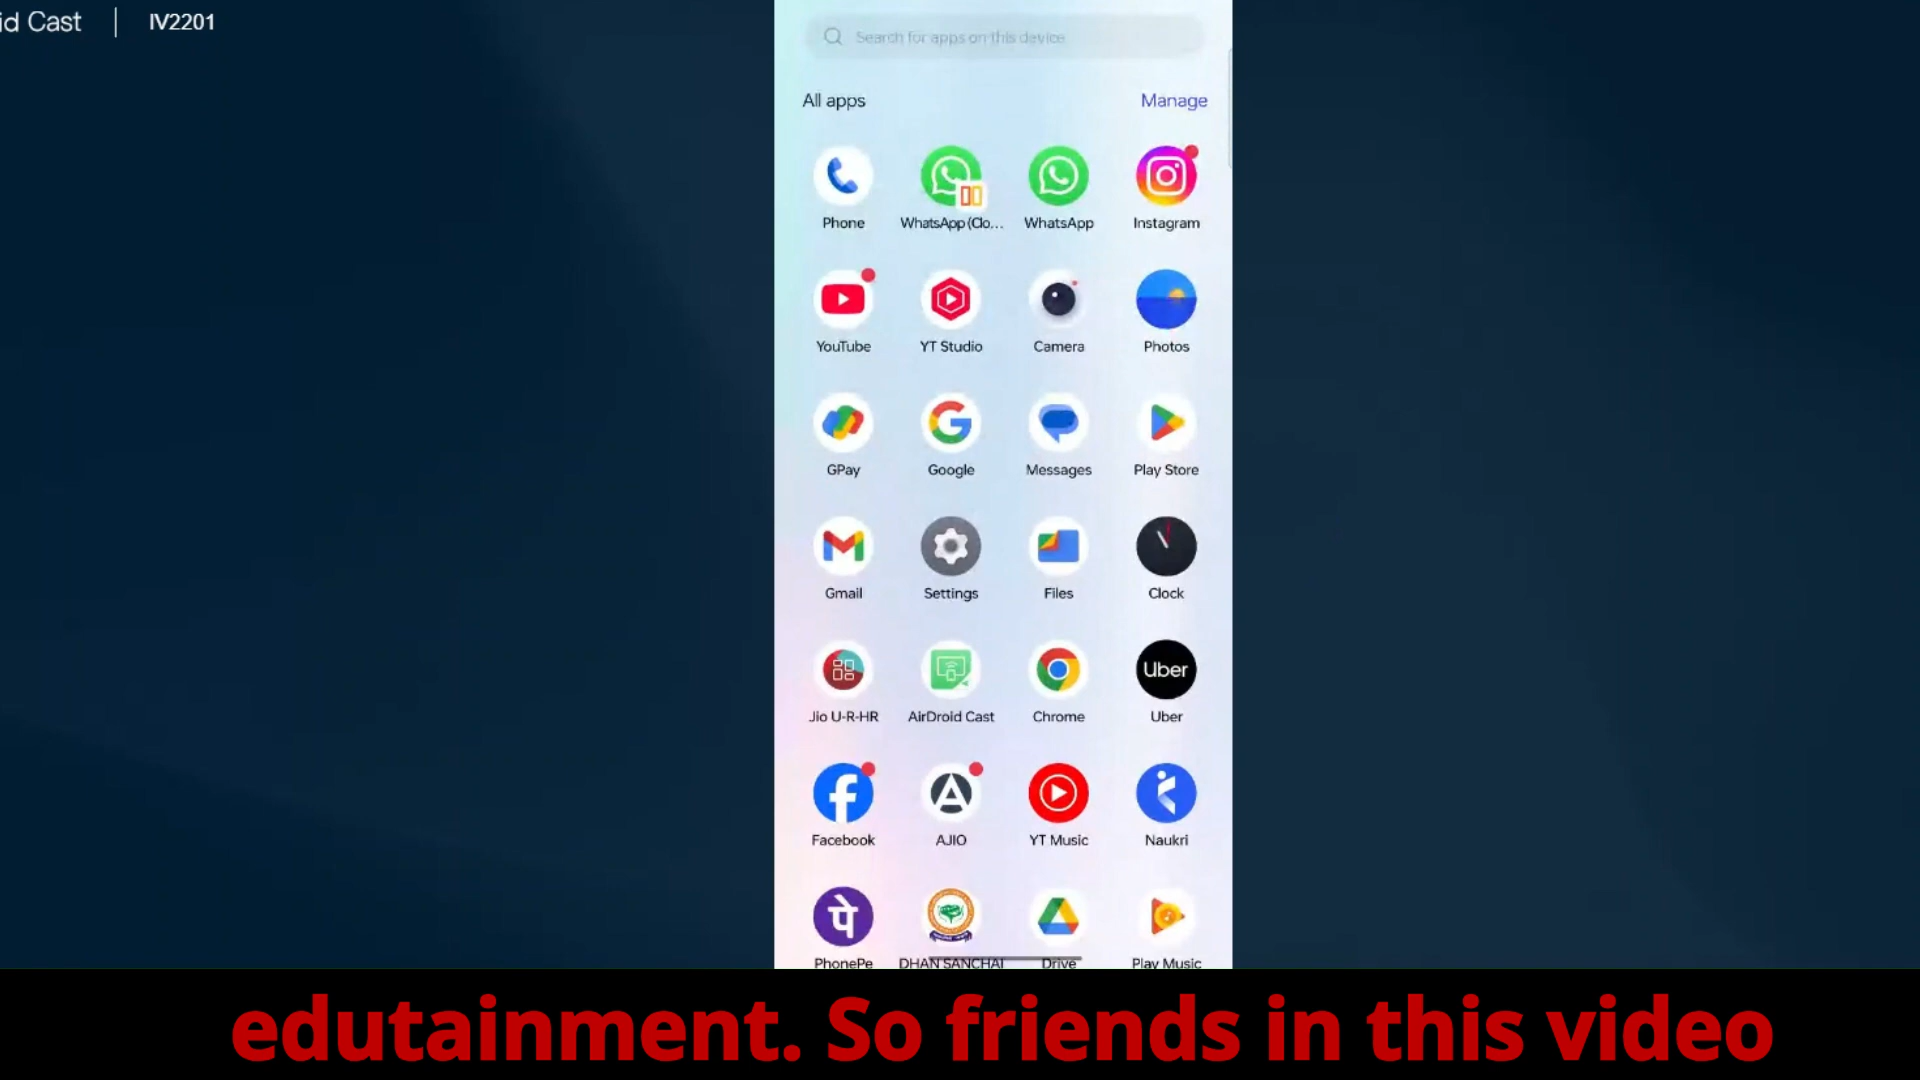 id Cast | IV2201
Search for apps on this device
All apps Manage
Phone WhatsApp (Clo... WhatsApp Instagram
YouTube YT Studio Camera Photos
GPay Google Messages Play Store
Gmail Settings Files Clock
Uber
Jio U-R-HR AirDroid Cast Chrome Uber
Facebook AJIO YT Music Naukri
पे
PhonePe DHAN SANCHAI Drive Play Music
edutainment. So friends in this video